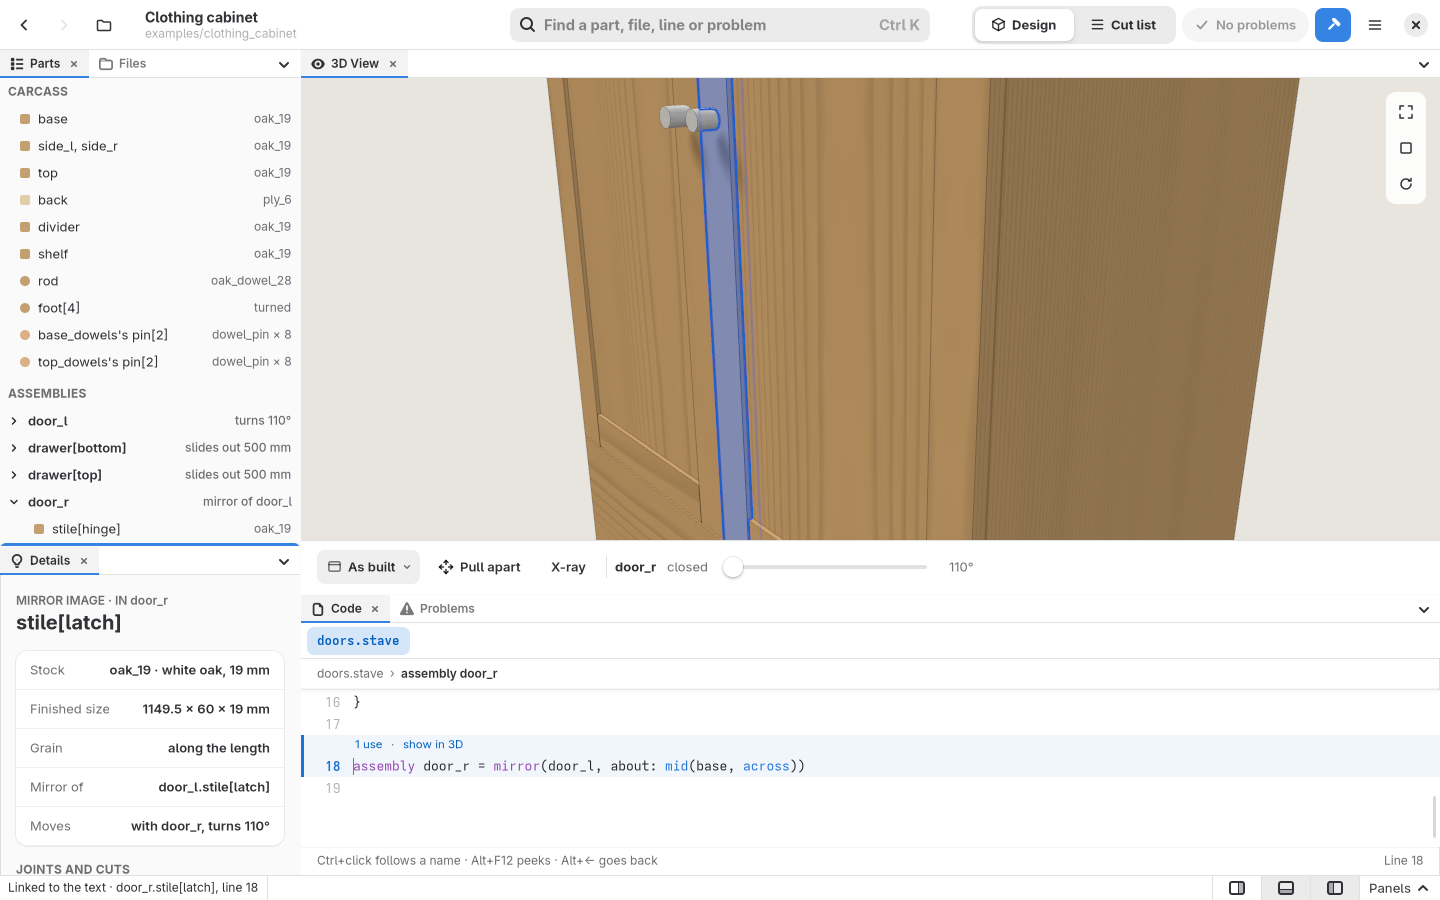 Clothing cabinet
examples/clothing_cabinet
Find a part, file, line or problem
Ctrl K
Design
Cut list
No problems
Parts
Files
3D View
CARCASS
base oak_19
side_l, side_r oak_19
top oak_19
back ply_6
divider oak_19
shelf oak_19
rod oak_dowel_28
foot[4] turned
base_dowels's pin[2] dowel_pin × 8
top_dowels's pin[2] dowel_pin × 8
ASSEMBLIES
door_l turns 110°
drawer[bottom] slides out 500 mm
drawer[top] slides out 500 mm
door_r mirror of door_l
stile[hinge] oak_19
Details
MIRROR IMAGE · IN door_r
stile[latch]
Stock oak_19 · white oak, 19 mm
Finished size 1149.5 × 60 × 19 mm
Grain along the length
Mirror of door_l.stile[latch]
Moves with door_r, turns 110°
JOINTS AND CUTS
As built
Pull apart
X-ray
door_r closed
110°
Code
Problems
doors.stave
doors.stave › assembly door_r
16 }
17
1 use · show in 3D
18 assembly door_r = mirror(door_l, about: mid(base, across))
19
Ctrl+click follows a name · Alt+F12 peeks · Alt+← goes back
Line 18
Linked to the text · door_r.stile[latch], line 18
Panels